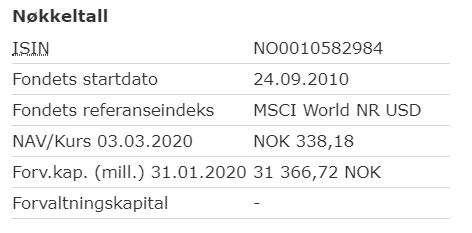 Nøkkeltall
ISIN NO0010582984
Fondets startdato 24.09.2010
Fondets referanseindeks MSCI World NR USD
NAV/Kurs 03.03.2020 NOK 338,18
Forv.kap. (mill.) 31.01.2020 31 366,72 NOK
Forvaltningskapital -